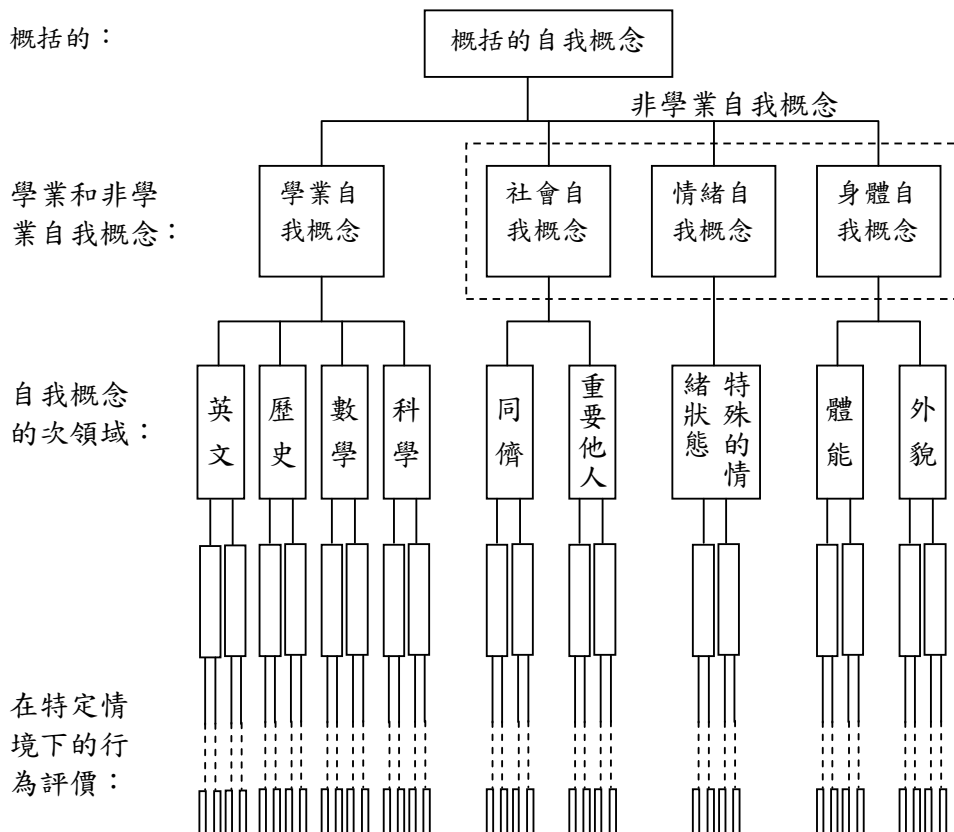 概括的：
概括的自我概念
非學業自我概念
學業和非學
業自我概念：
學業自
我概念
社會自
我概念
情緒自
我概念
身體自
我概念
自我概念
的次領域：
英文
歷史
數學
科學
同儕
重要他人
特殊的情
緒狀態
體能
外貌
在特定情
境下的行
為評價：